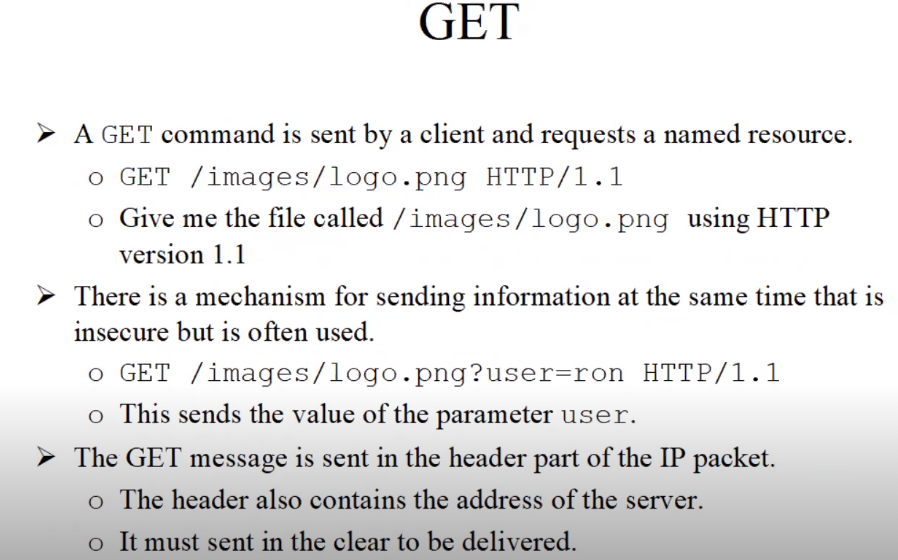 GET
➢ A GET command is sent by a client and requests a named resource.
o GET /images/logo.png HTTP/1.1
o Give me the file called /images/logo.png using HTTP
version 1.1
➢ There is a mechanism for sending information at the same time that is
insecure but is often used.
o GET /images/logo.png?user=ron HTTP/1.1
o This sends the value of the parameter user.
➢ The GET message is sent in the header part of the IP packet.
o The header also contains the address of the server.
o It must sent in the clear to be delivered.